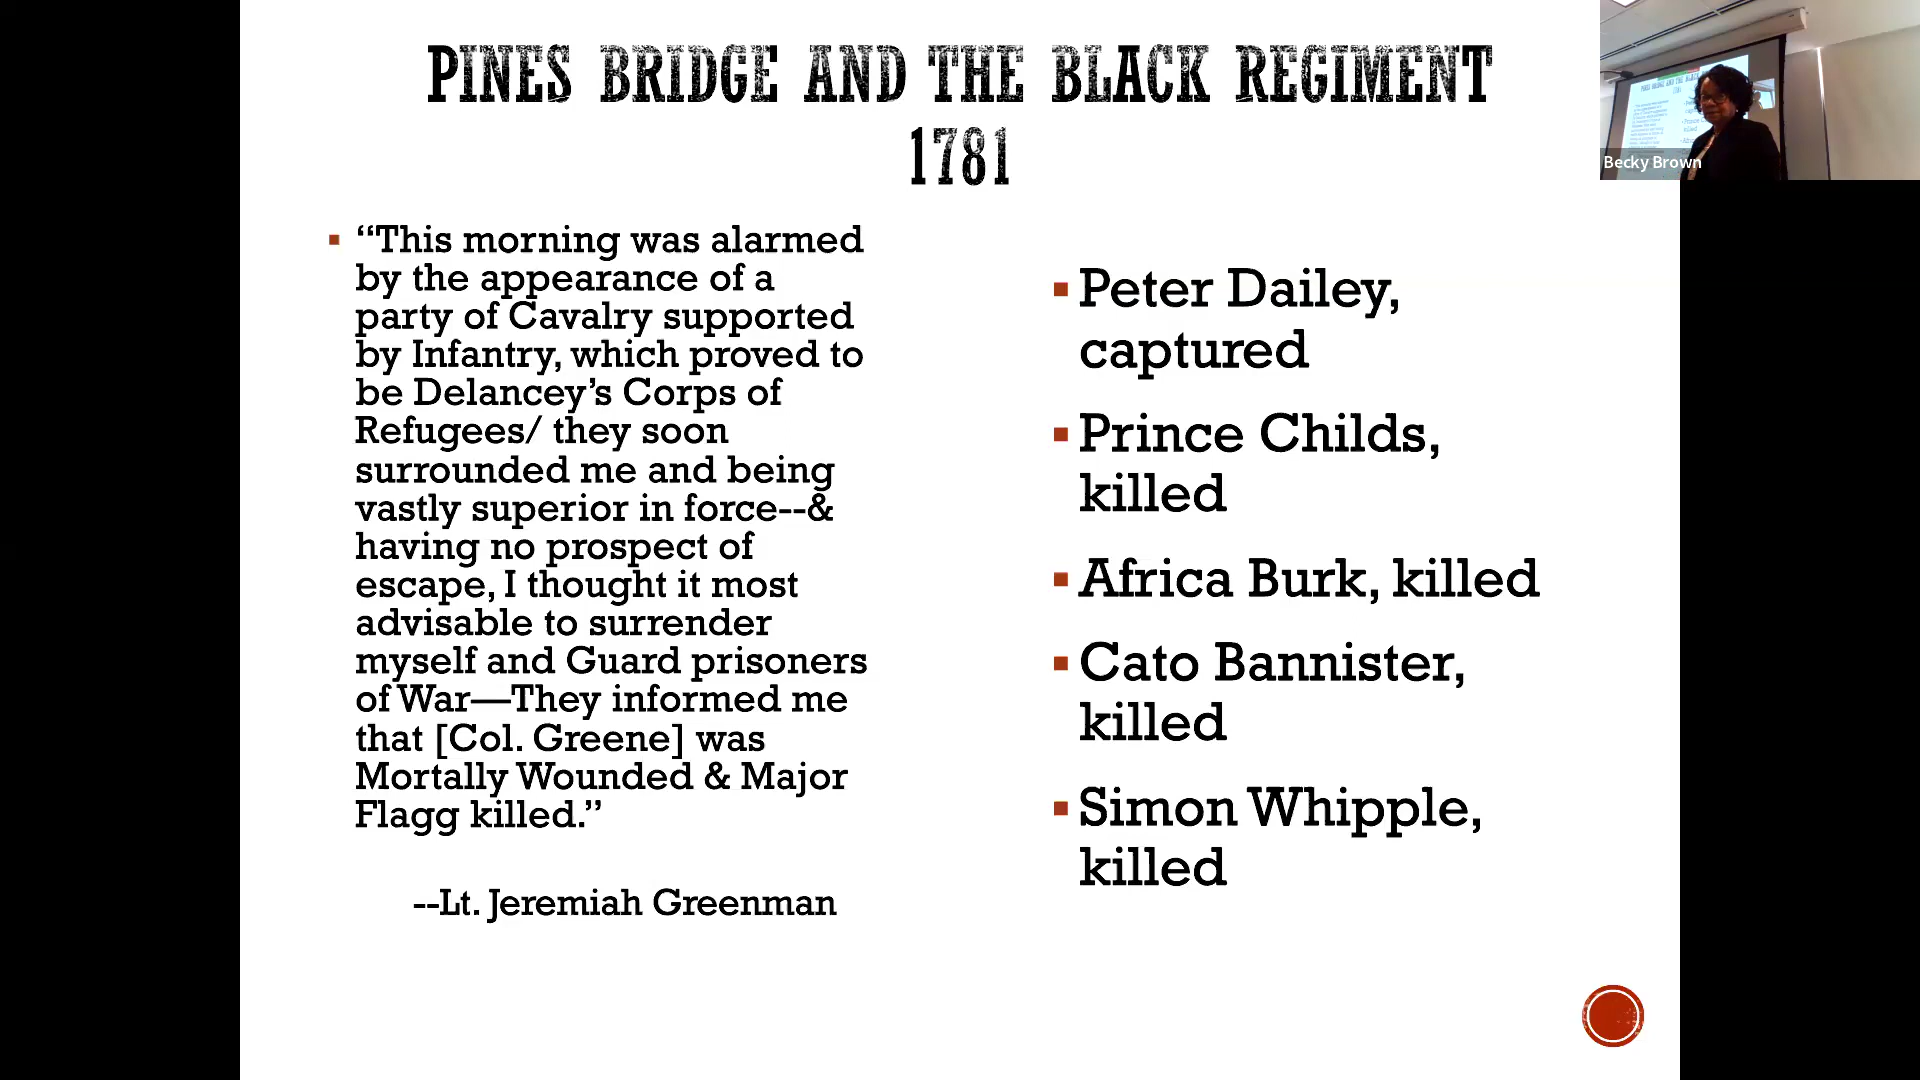 PINES BRIDGE AND THE BLACK REGIMENT
1781
“This morning was alarmed
by the appearance of a
party of Cavalry supported
by Infantry, which proved to
be Delancey’s Corps of
Refugees/ they soon
surrounded me and being
vastly superior in force--&
having no prospect of
escape, I thought it most
advisable to surrender
myself and Guard prisoners
of War—They informed me
that [Col. Greene] was
Mortally Wounded & Major
Flagg killed.”
--Lt. Jeremiah Greenman
Peter Dailey,
captured
Prince Childs,
killed
Africa Burk, killed
Cato Bannister,
killed
Simon Whipple,
killed
Becky Brown